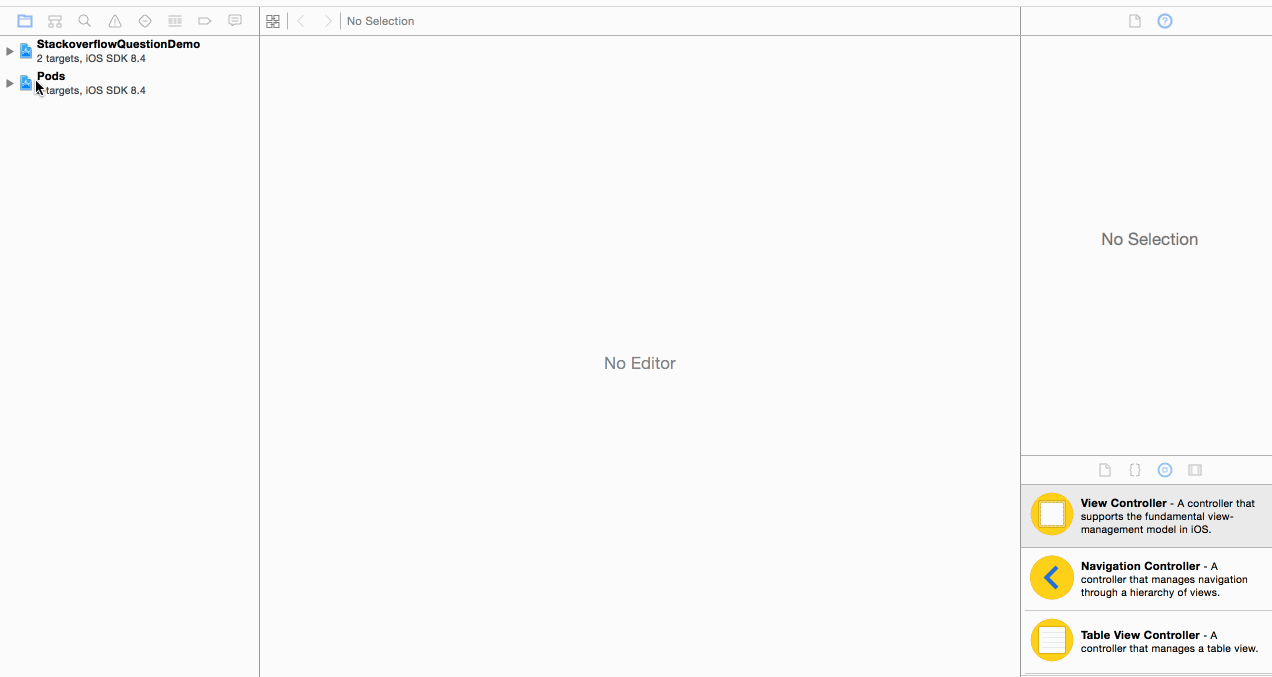 No Selection
StackoverflowQuestionDemo
2 targets, iOS SDK 8.4
Pods
targets, iOS SDK 8.4
No Editor
No Selection
View Controller - A controller that
supports the fundamental view-
management model in iOS.
Navigation Controller - A
controller that manages navigation
through a hierarchy of views.
Table View Controller - A
controller that manages a table view.